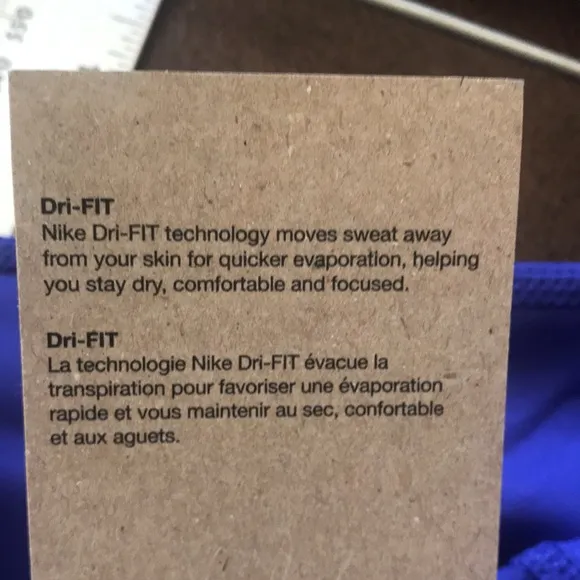 Dri-FIT
Nike Dri-FIT technology moves sweat away
from your skin for quicker evaporation, helping
you stay dry, comfortable and focused.
Dri-FIT
La technologie Nike Dri-FIT évacue la
transpiration pour favoriser une évaporation
rapide et vous maintenir au sec, confortable
et aux aguets.